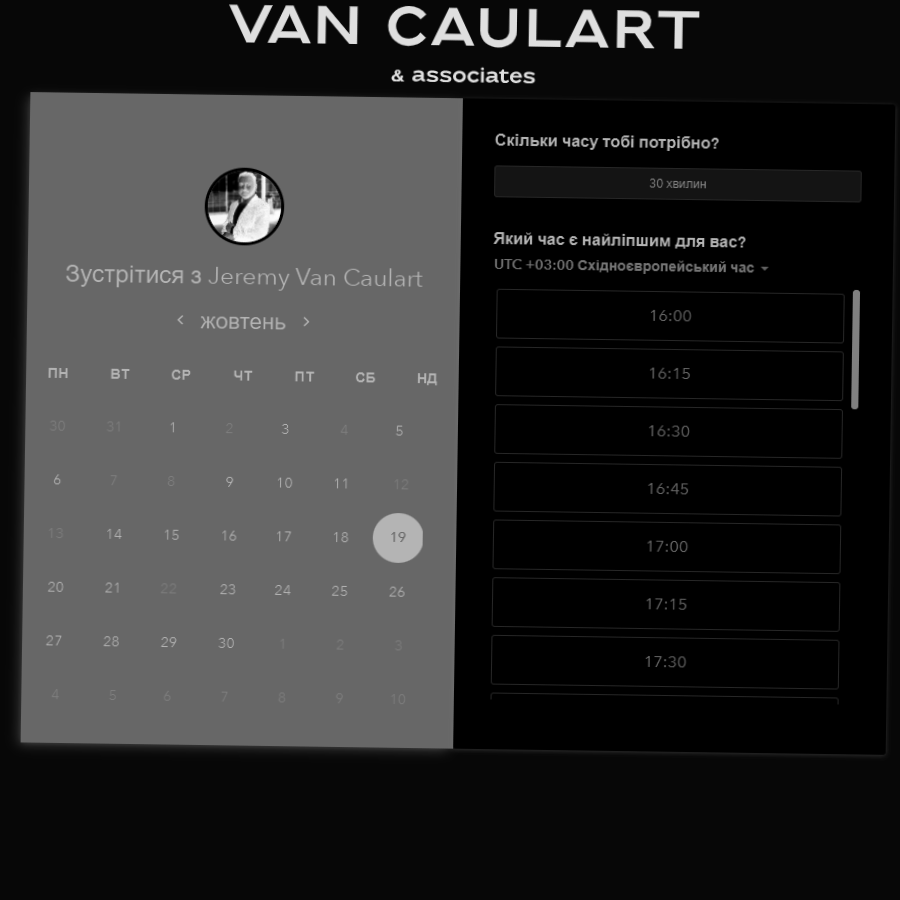 VAN CAULART
& associates
Зустрітися з Jeremy Van Caulart
жовтень
ПН ВТ СР ЧТ ПТ СБ НД
30 31 1 2 3 4 5
6 7 8 9 10 11 12
13 14 15 16 17 18 19
20 21 22 23 24 25 26
27 28 29 30 1 2 3
4 5 6 7 8 9 10
Скільки часу тобі потрібно?
30 хвилин
Який час є найліпшим для вас?
UTC +03:00 Східноєвропейський час
16:00
16:15
16:30
16:45
17:00
17:15
17:30